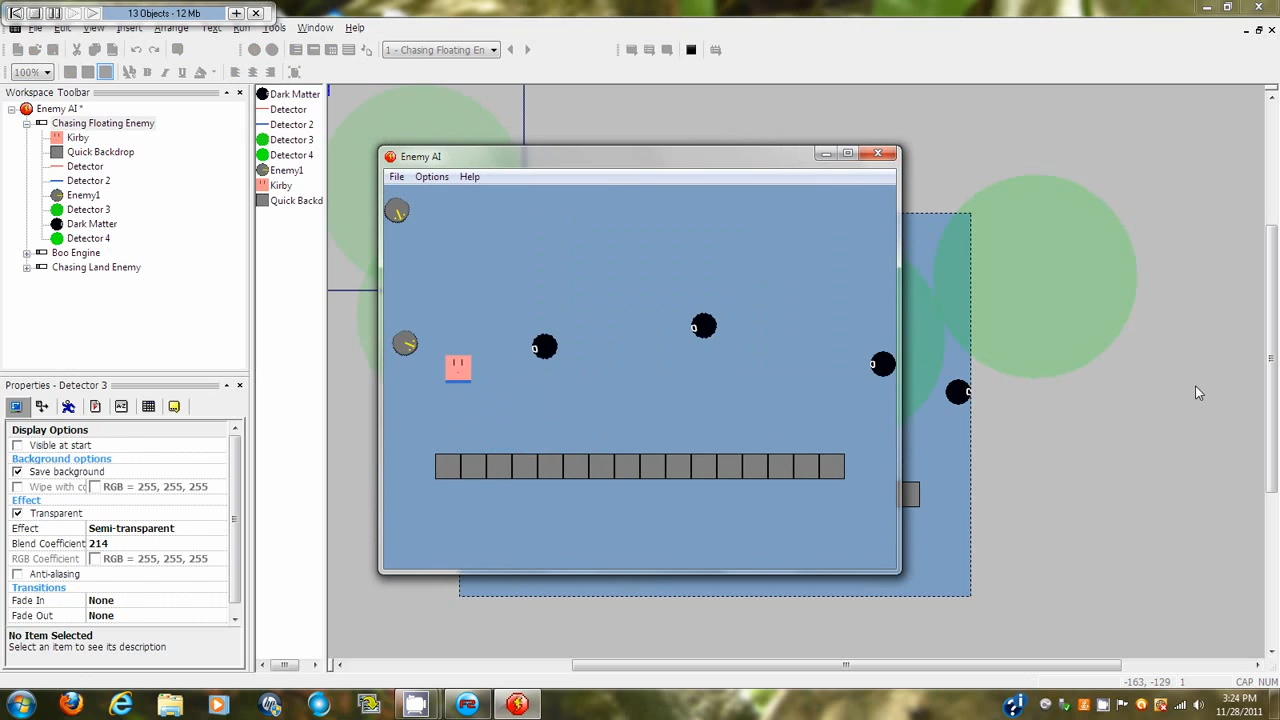 13 Objects - 12 Mb
File Edit View Insert Arrange Run Tools Window Help
1 - Chasing Floating En
100%
B I U
Workspace Toolbar
Enemy AI *
Chasing Floating Enemy
Kirby
Quick Backdrop
Detector
Detector 2
Enemy1
Detector 3
Dark Matter
Detector 4
Boo Engine
Chasing Land Enemy
Dark Matter
Detector
Detector 2
Detector 3
Detector 4
Enemy1
Kirby
Quick Backd
Enemy AI
File Options Help
Properties - Detector 3
Display Options
Visible at start
Background options
Save background
Wipe with co RGB = 255, 255, 255
Effect
Transparent
Effect Semi-transparent
Blend Coefficient 214
RGB Coefficient RGB = 255, 255, 255
Anti-aliasing
Transitions
Fade In None
Fade Out None
No Item Selected
Select an item to see its description
-163, -129 1 CAP NUM
3:24 PM
11/28/2011